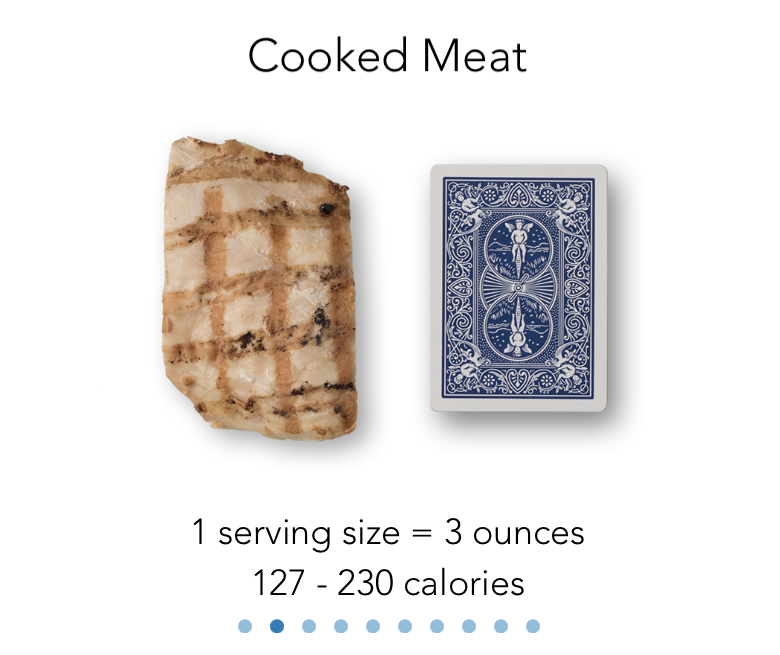 Cooked Meat
1 serving size = 3 ounces
127 - 230 calories